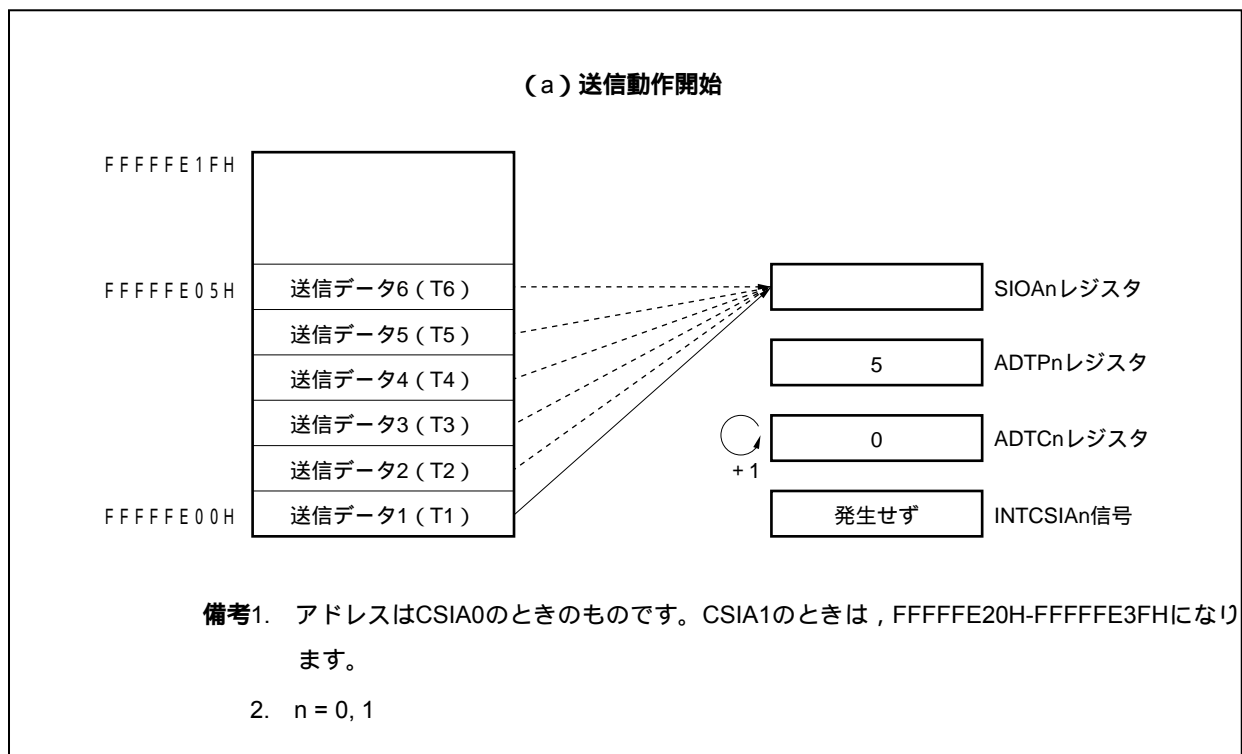 （a）送信動作開始
FFFFFE1FH
FFFFFE05H
送信データ6（T6）
SIOAnレジスタ
送信データ5（T5）
5
ADTPnレジスタ
送信データ4（T4）
送信データ3（T3）
0
ADTCnレジスタ
+1
送信データ2（T2）
FFFFFE00H
送信データ1（T1）
発生せず
INTCSIAn信号
備考1. アドレスはCSIA0のときのものです。CSIA1のときは，FFFFFE20H-FFFFFE3FHになり
ます。
2. n = 0, 1